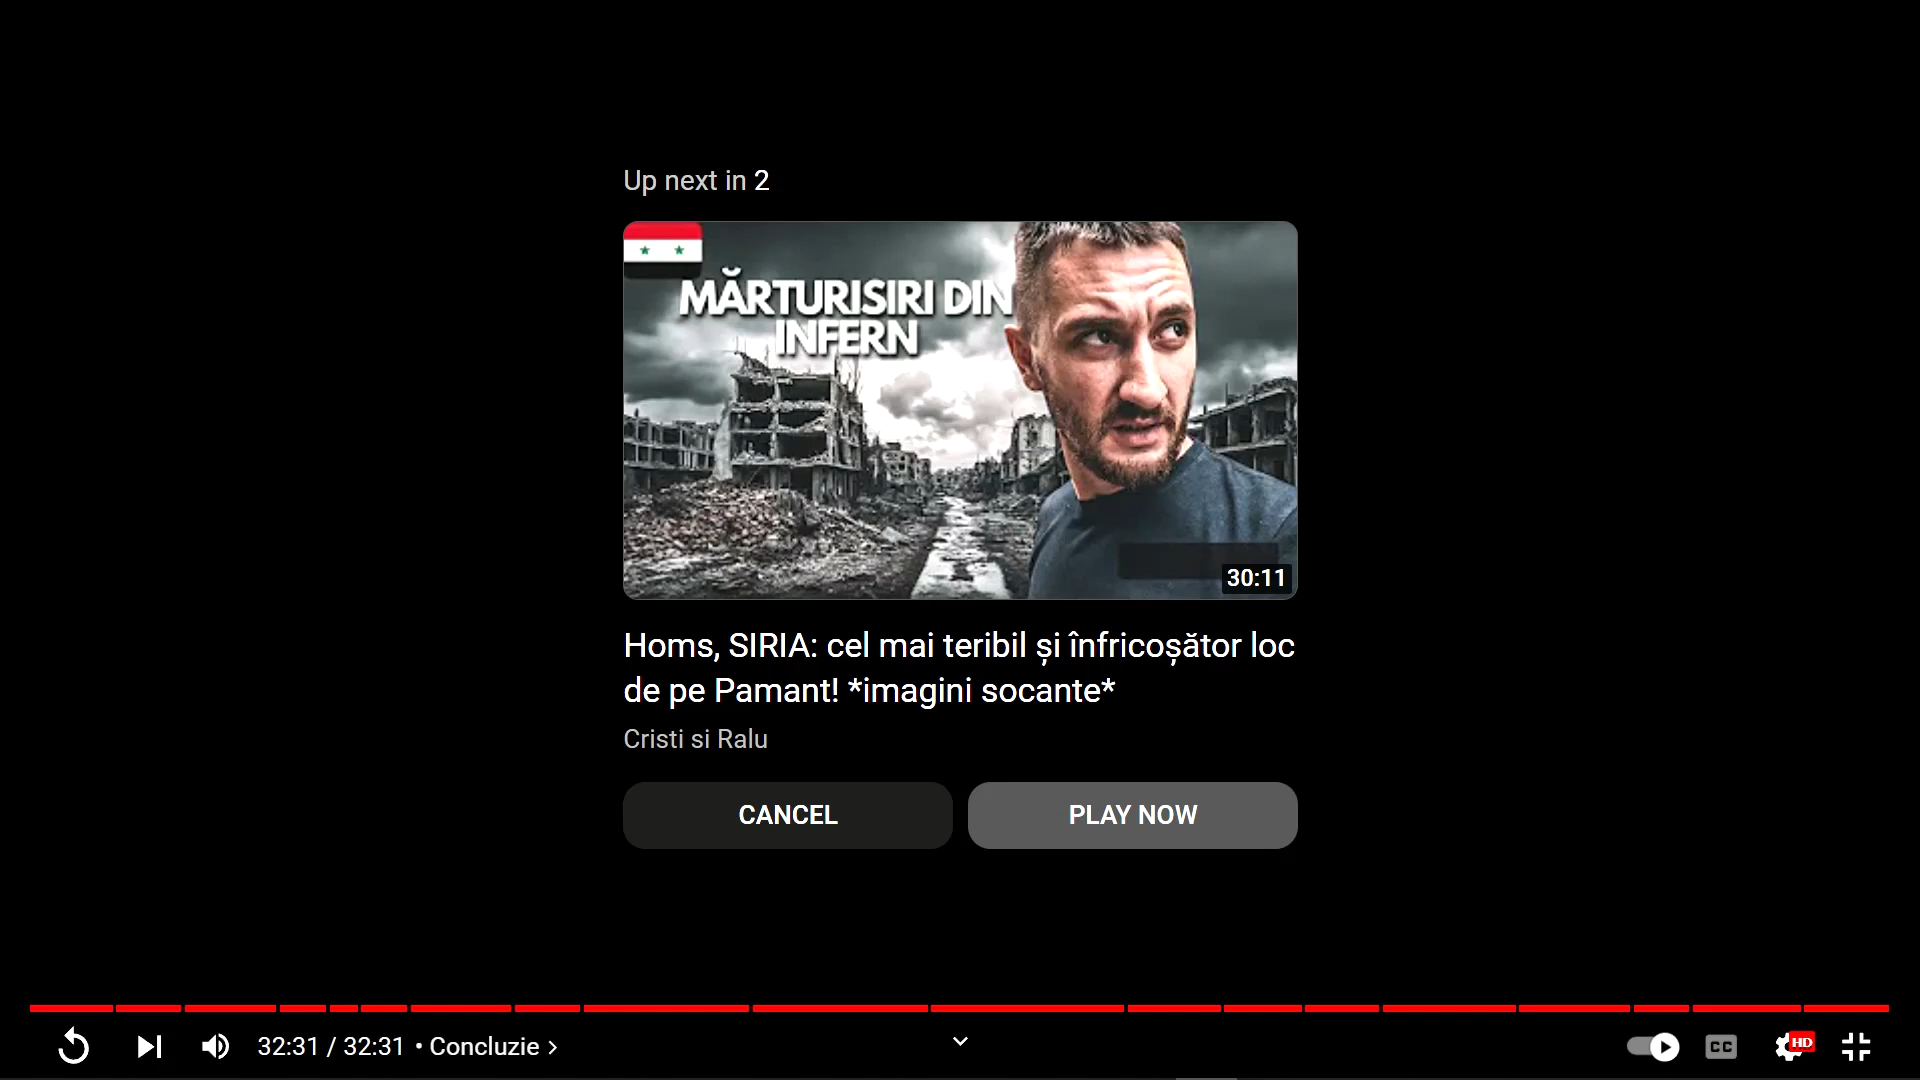 Up next in 2
MĂRTURISIRI DIN
INFERN
30:11
Homs, SIRIA: cel mai teribil și înfricoșător loc
de pe Pamant! *imagini socante*
Cristi si Ralu
CANCEL
PLAY NOW
32:31 / 32:31 • Concluzie ›
CC
HD